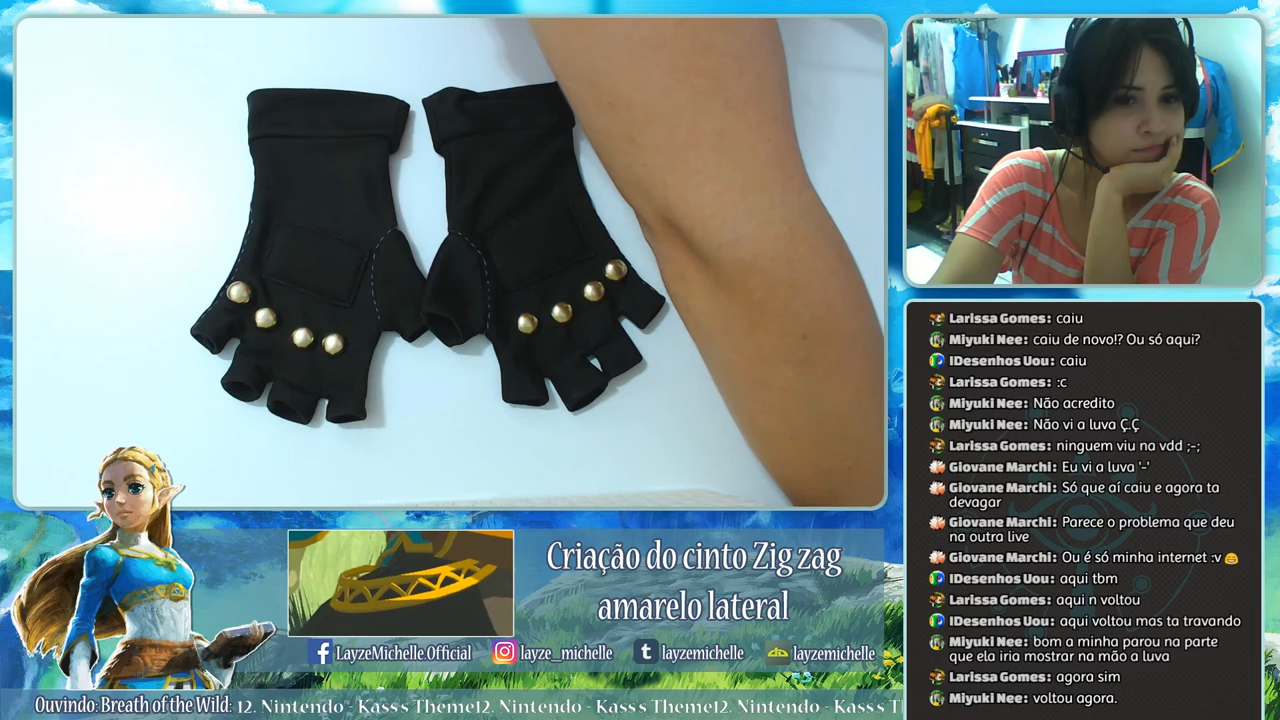 Larissa Gomes: caiu
Miyuki Nee: caiu de novo!? Ou só aqui?
IDesenhos Uou: caiu
Larissa Gomes: :c
Miyuki Nee: Não acredito
Miyuki Nee: Não vi a luva Ç.Ç
Larissa Gomes: ninguem viu na vdd ;-;
Giovane Marchi: Eu vi a luva '-'
Giovane Marchi: Só que aí caiu e agora ta
devagar
Giovane Marchi: Parece o problema que deu
na outra live
Giovane Marchi: Ou é só minha internet :v
IDesenhos Uou: aqui tbm
Larissa Gomes: aqui n voltou
IDesenhos Uou: aqui voltou mas ta travando
Miyuki Nee: bom a minha parou na parte
que ela iria mostrar na mão a luva
Larissa Gomes: agora sim
Miyuki Nee: voltou agora.
Criação do cinto Zig zag
amarelo lateral
LayzeMichelle.Official
layze_michelle
layzemichelle
layzemichelle
Ouvindo: Breath of the Wild: 12. Nintendo - Kass's Theme12. Nintendo - Kass's Theme12. Nintendo - Kass's T